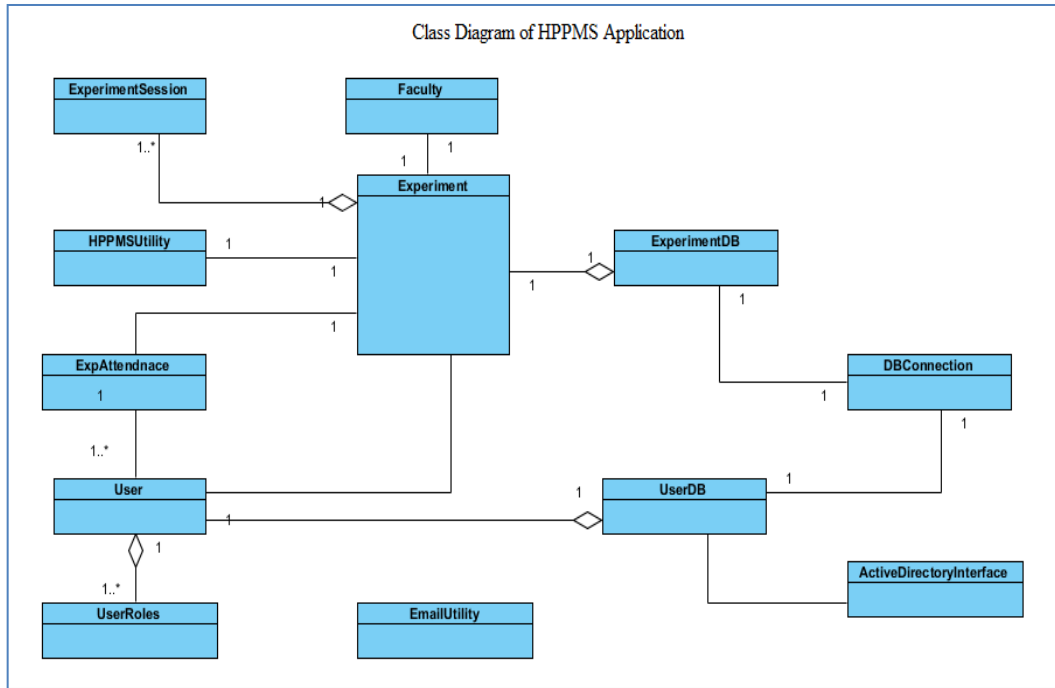 Class Diagram of HPPMS Application
ExperimentSession
Faculty
1..*
1
1
Experiment
1
HPPMSUtility
1
1
ExperimentDB
1
1
1
1
ExpAttendnace
1
DBConnection
1
1
1..*
User
1
1
UserDB
1
1
1..*
ActiveDirectoryInterface
UserRoles
EmailUtility